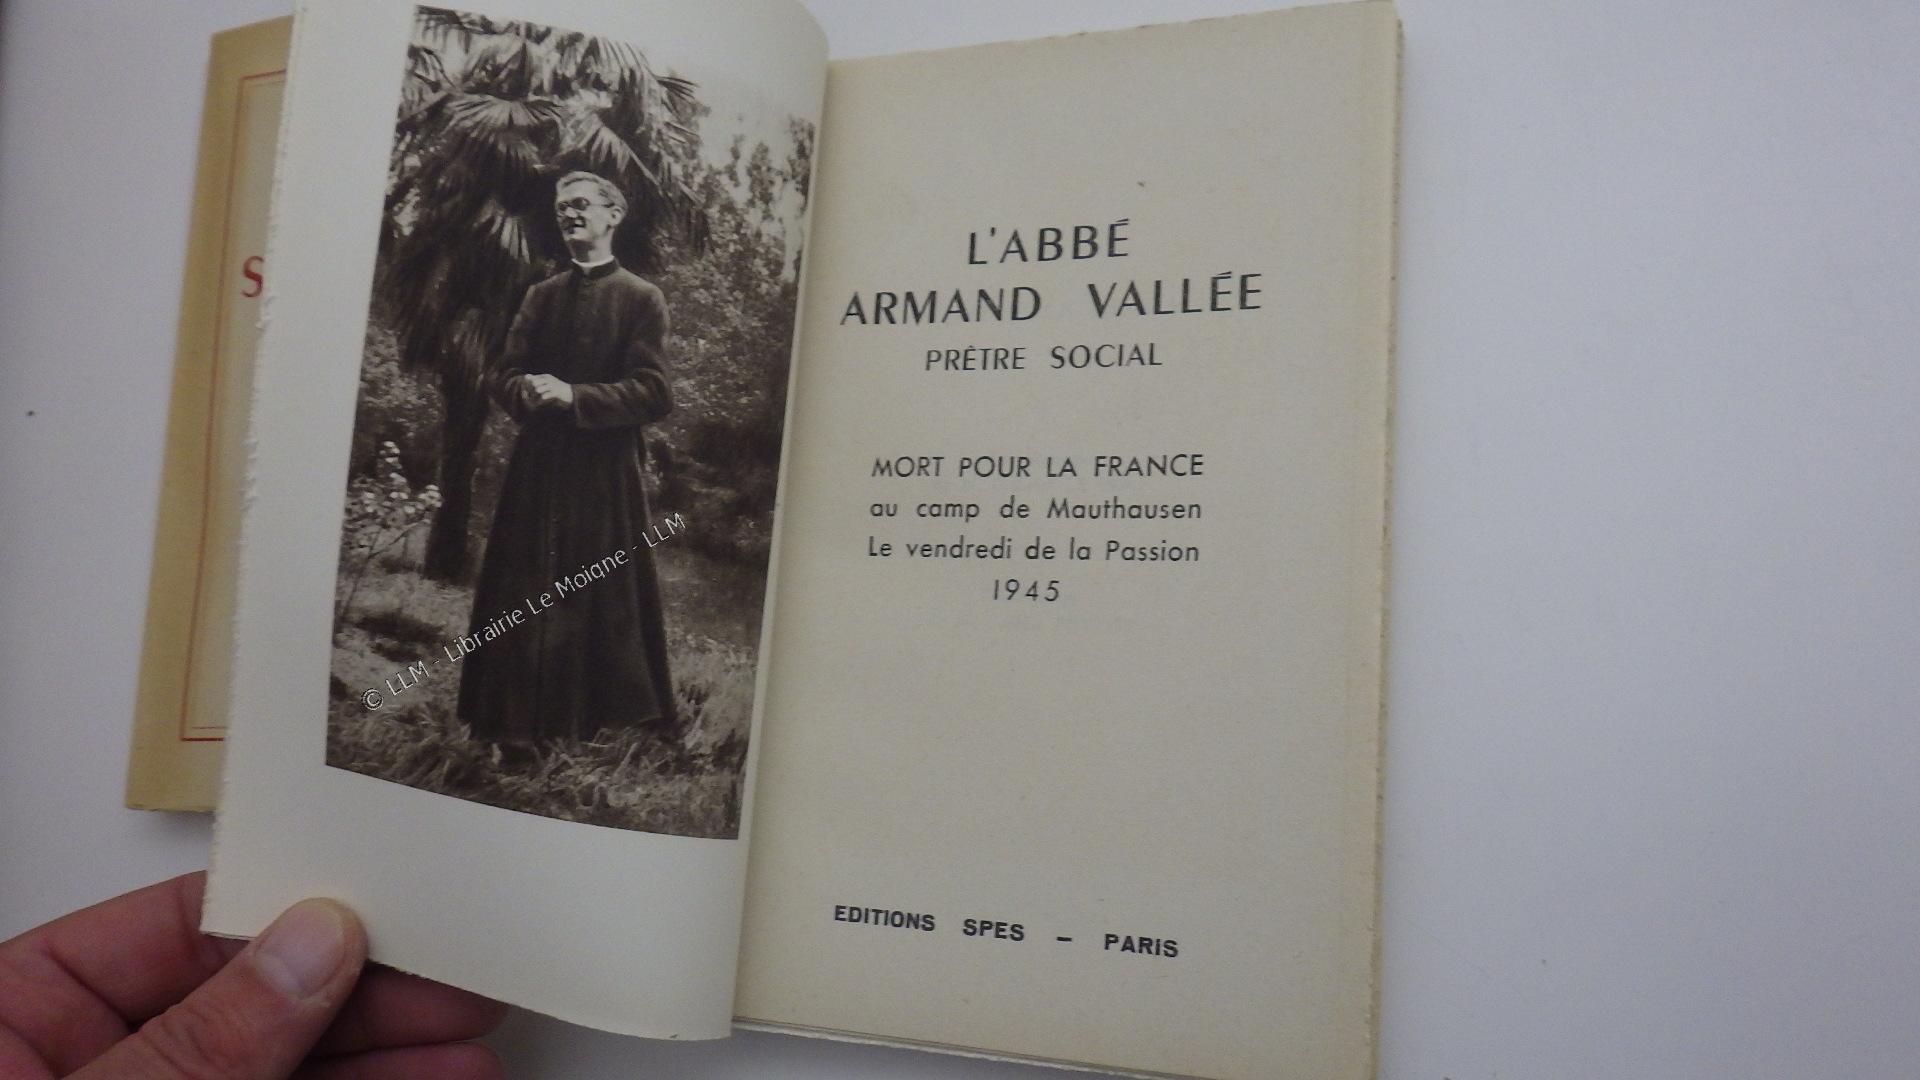 S
© LLM - Librairie Le Moigne - LLM
L'ABBÉ
ARMAND VALLÉE
PRÊTRE SOCIAL
MORT POUR LA FRANCE
au camp de Mauthausen
Le vendredi de la Passion
1945
EDITIONS SPES – PARIS